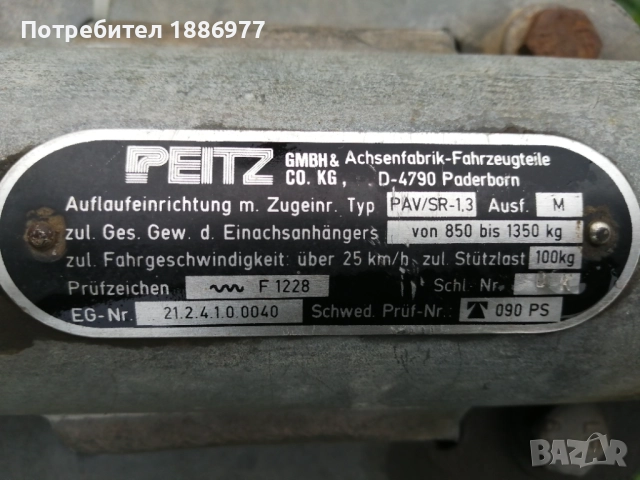 Потребител 1886977
PEITZ GMBH & CO. KG, Achsenfabrik-Fahrzeugteile
D-4790 Paderborn
Auflaufeinrichtung m. Zugeinr. Typ PAV/SR-1,3 Ausf. M
zul. Ges. Gew. d. Einachsanhängers von 850 bis 1350 kg
zul. Fahrgeschwindigkeit: über 25 km/h zul. Stützlast 100kg
Prüfzeichen F 1228 Schl. Nr.
EG-Nr. 21.2.4.1.0.0040 Schwed. Prüf-Nr.: 090 PS
BAZAR